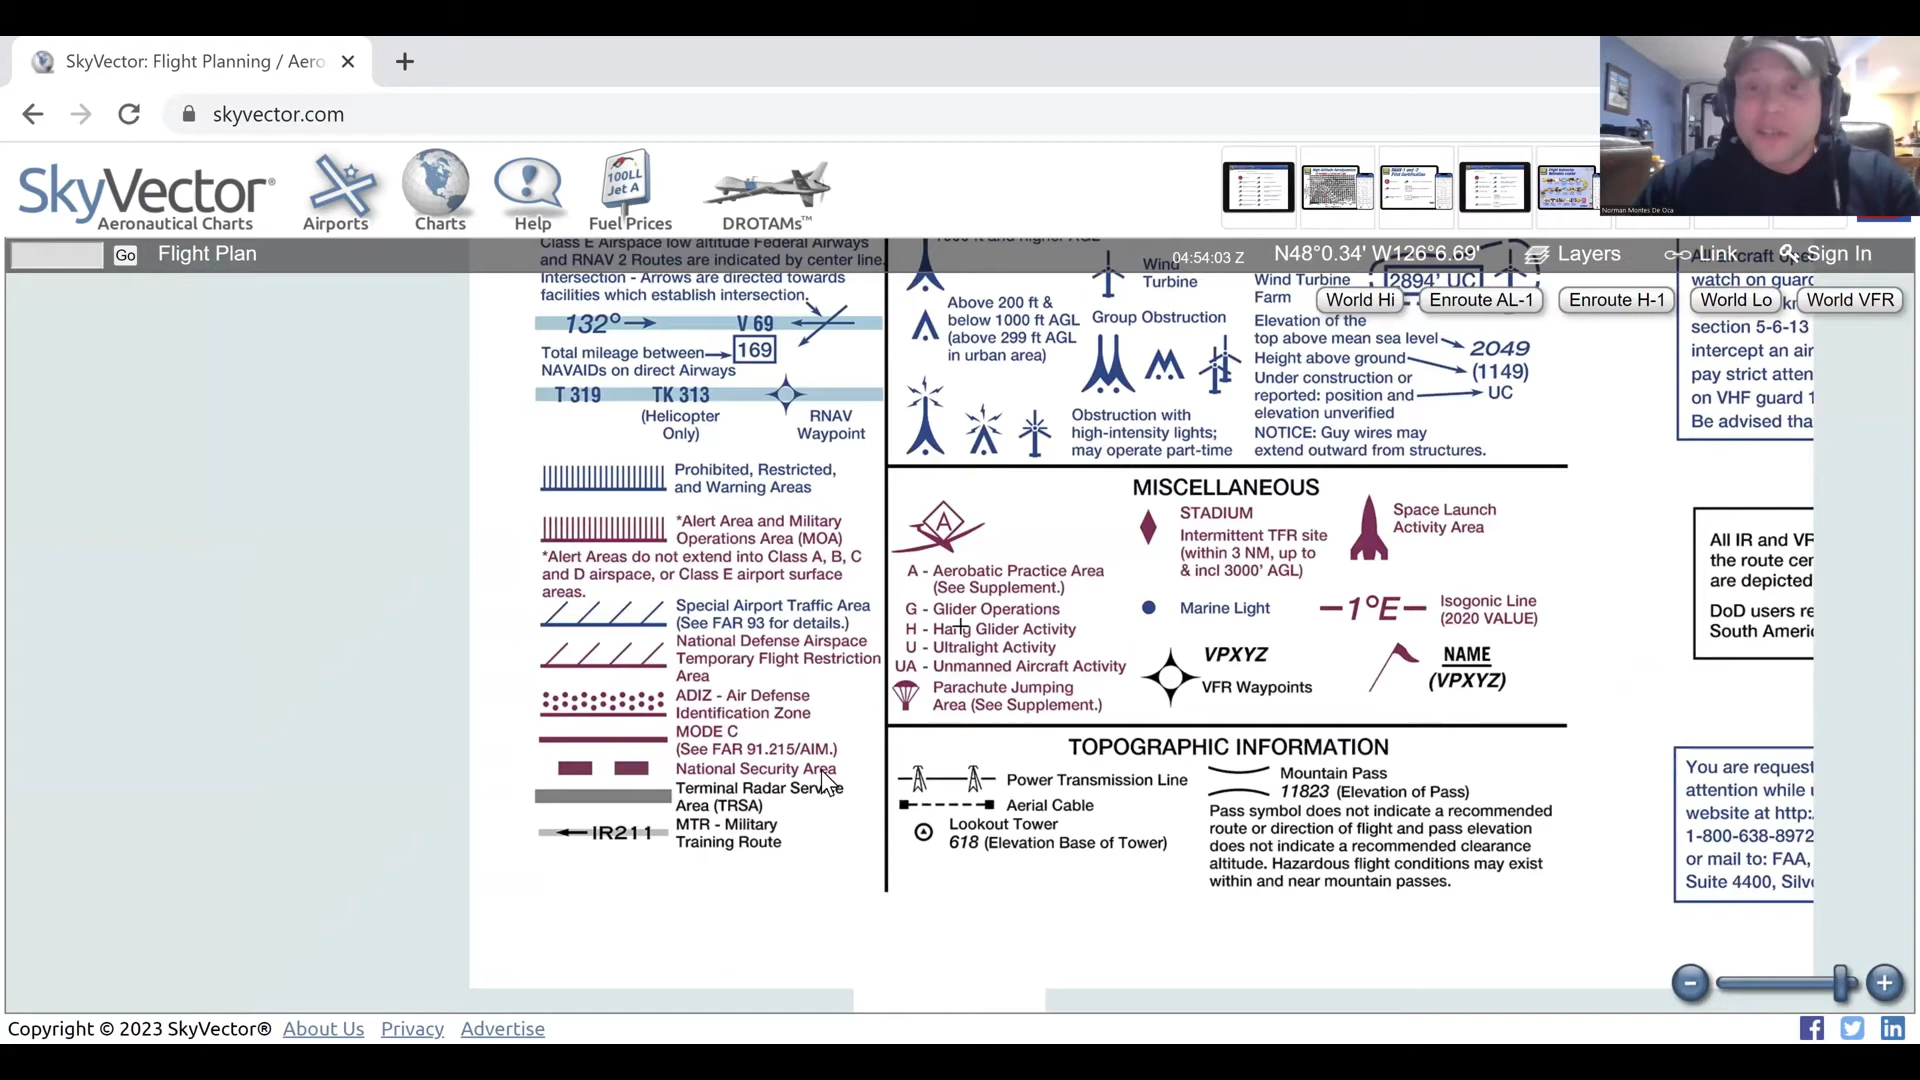 SkyVector: Flight Planning / Aero
skyvector.com
SkyVector®
Aeronautical Charts
Airports
Charts
Help
100LL
Jet A
Fuel Prices
DROTAMs™
Norman Montes De Oca
Go
Flight Plan
04:54:03 Z
N48°0.34' W126°6.69'
Layers
Link
Sign In
World Hi
Enroute AL-1
Enroute H-1
World Lo
World VFR
Class E Airspace low altitude Federal Airways
and RNAV 2 Routes are indicated by center line.
Intersection - Arrows are directed towards
facilities which establish intersection.
132°
V 69
Total mileage between
NAVAIDs on direct Airways
169
T 319
TK 313
(Helicopter
Only)
RNAV
Waypoint
Prohibited, Restricted,
and Warning Areas
*Alert Area and Military
Operations Area (MOA)
*Alert Areas do not extend into Class A, B, C
and D airspace, or Class E airport surface
areas.
Special Airport Traffic Area
(See FAR 93 for details.)
National Defense Airspace
Temporary Flight Restriction
Area
ADIZ - Air Defense
Identification Zone
MODE C
(See FAR 91.215/AIM.)
National Security Area
Terminal Radar Service
Area (TRSA)
IR211
MTR - Military
Training Route
Above 200 ft &
below 1000 ft AGL
(above 299 ft AGL
in urban area)
Wind
Turbine
Group Obstruction
Obstruction with
high-intensity lights;
may operate part-time
Wind Turbine
Farm
2894' UC
Elevation of the
top above mean sea level
2049
Height above ground
(1149)
Under construction or
reported: position and
elevation unverified
UC
NOTICE: Guy wires may
extend outward from structures.
MISCELLANEOUS
A
A - Aerobatic Practice Area
(See Supplement.)
G - Glider Operations
H - Hang Glider Activity
U - Ultralight Activity
UA - Unmanned Aircraft Activity
Parachute Jumping
Area (See Supplement.)
STADIUM
Intermittent TFR site
(within 3 NM, up to
& incl 3000' AGL)
Marine Light
VPXYZ
VFR Waypoints
Space Launch
Activity Area
1°E
Isogonic Line
(2020 VALUE)
NAME
(VPXYZ)
TOPOGRAPHIC INFORMATION
Power Transmission Line
Aerial Cable
Lookout Tower
618 (Elevation Base of Tower)
Mountain Pass
11823 (Elevation of Pass)
Pass symbol does not indicate a recommended
route or direction of flight and pass elevation
does not indicate a recommended clearance
altitude. Hazardous flight conditions may exist
within and near mountain passes.
watch on guard
section 5-6-13
intercept an air
pay strict atten
on VHF guard 1
Be advised tha
All IR and VR
the route cen
are depicted
DoD users re
South Americ
You are request
attention while u
website at http:/
1-800-638-8972
or mail to: FAA,
Suite 4400, Silve
Copyright © 2023 SkyVector®
About Us
Privacy
Advertise